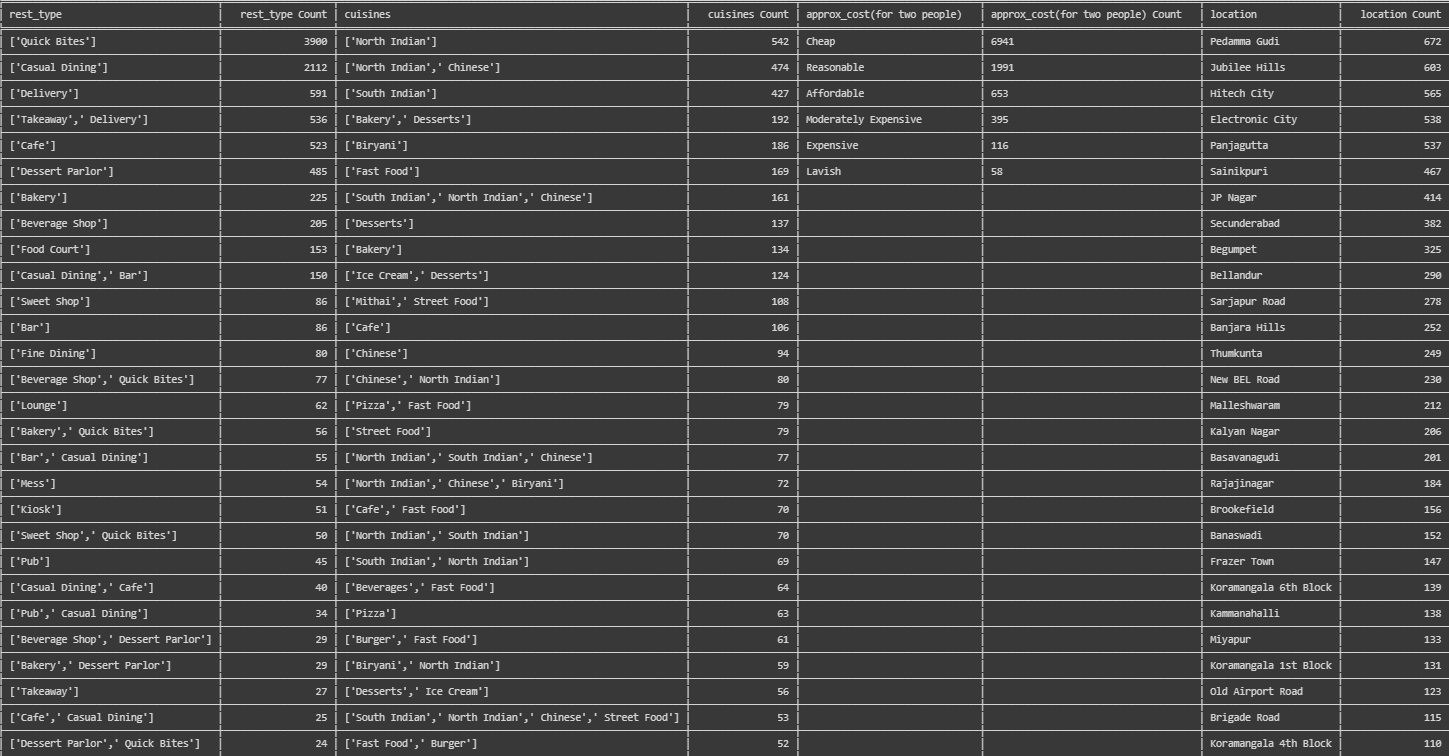 rest_type rest_type Count cuisines cuisines Count approx_cost(for two people) approx_cost(for two people) Count location location Count
['Quick Bites'] 3900 ['North Indian'] 542 Cheap 6941 Pedamma Gudi 672
['Casual Dining'] 2112 ['North Indian',' Chinese'] 474 Reasonable 1991 Jubilee Hills 603
['Delivery'] 591 ['South Indian'] 427 Affordable 653 Hitech City 565
['Takeaway',' Delivery'] 536 ['Bakery',' Desserts'] 192 Moderately Expensive 395 Electronic City 538
['Cafe'] 523 ['Biryani'] 186 Expensive 116 Panjagutta 537
['Dessert Parlor'] 485 ['Fast Food'] 169 Lavish 58 Sainikpuri 467
['Bakery'] 225 ['South Indian',' North Indian',' Chinese'] 161 JP Nagar 414
['Beverage Shop'] 205 ['Desserts'] 137 Secunderabad 382
['Food Court'] 153 ['Bakery'] 134 Begumpet 325
['Casual Dining',' Bar'] 150 ['Ice Cream',' Desserts'] 124 Bellandur 290
['Sweet Shop'] 86 ['Mithai',' Street Food'] 108 Sarjapur Road 278
['Bar'] 86 ['Cafe'] 106 Banjara Hills 252
['Fine Dining'] 80 ['Chinese'] 94 Thumkunta 249
['Beverage Shop',' Quick Bites'] 77 ['Chinese',' North Indian'] 80 New BEL Road 230
['Lounge'] 62 ['Pizza',' Fast Food'] 79 Malleshwaram 212
['Bakery',' Quick Bites'] 56 ['Street Food'] 79 Kalyan Nagar 206
['Bar',' Casual Dining'] 55 ['North Indian',' South Indian',' Chinese'] 77 Basavanagudi 201
['Mess'] 54 ['North Indian',' Chinese',' Biryani'] 72 Rajajinagar 184
['Kiosk'] 51 ['Cafe',' Fast Food'] 70 Brookefield 156
['Sweet Shop',' Quick Bites'] 50 ['North Indian',' South Indian'] 70 Banaswadi 152
['Pub'] 45 ['South Indian',' North Indian'] 69 Frazer Town 147
['Casual Dining',' Cafe'] 40 ['Beverages',' Fast Food'] 64 Koramangala 6th Block 139
['Pub',' Casual Dining'] 34 ['Pizza'] 63 Kammanahalli 138
['Beverage Shop',' Dessert Parlor'] 29 ['Burger',' Fast Food'] 61 Miyapur 133
['Bakery',' Dessert Parlor'] 29 ['Biryani',' North Indian'] 59 Koramangala 1st Block 131
['Takeaway'] 27 ['Desserts',' Ice Cream'] 56 Old Airport Road 123
['Cafe',' Casual Dining'] 25 ['South Indian',' North Indian',' Chinese',' Street Food'] 53 Brigade Road 115
['Dessert Parlor',' Quick Bites'] 24 ['Fast Food',' Burger'] 52 Koramangala 4th Block 110